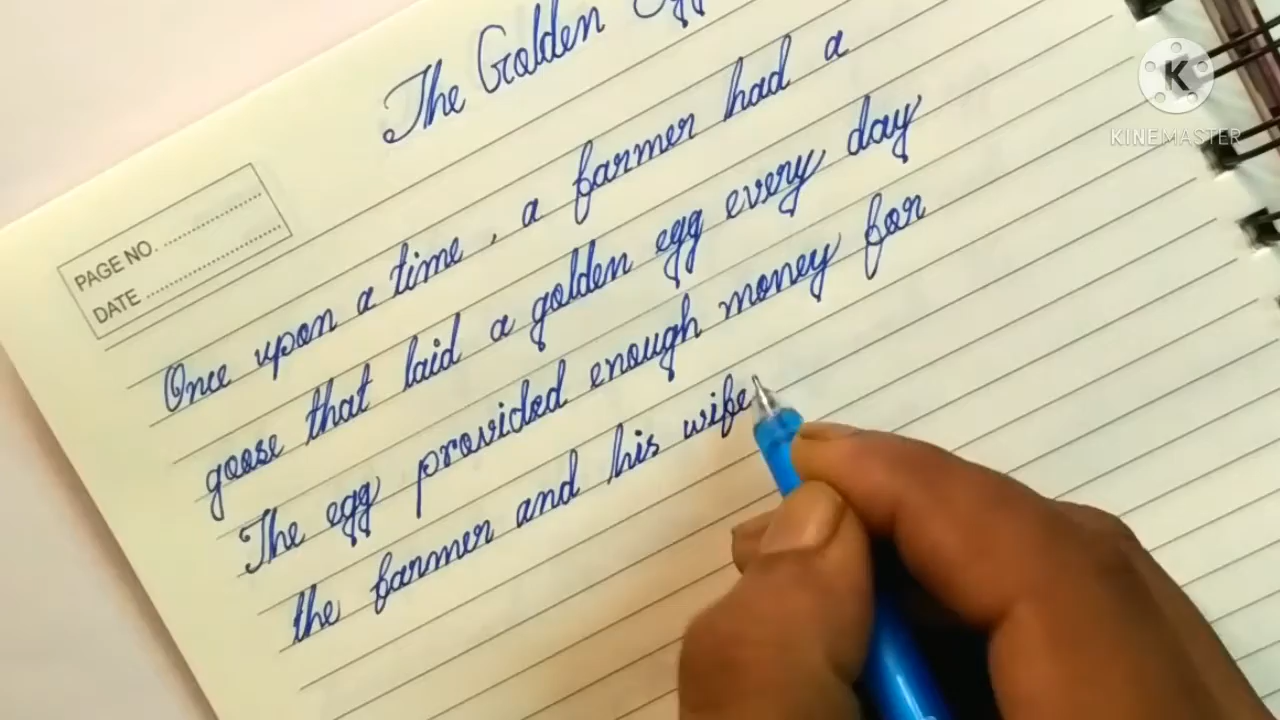 The Golden Egg
Once upon a time, a farmer had a
goose that laid a golden egg every day
The egg provided enough money for
the farmer and his wife
PAGE NO. ....................
DATE .........................
K
KINEMASTER